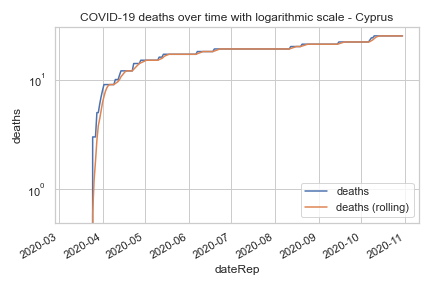 COVID-19 deaths over time with logarithmic scale - Cyprus
deaths
10¹
10⁰
deaths
deaths (rolling)
2020-03
2020-04
2020-05
2020-06
2020-07
2020-08
2020-09
2020-10
2020-11
dateRep